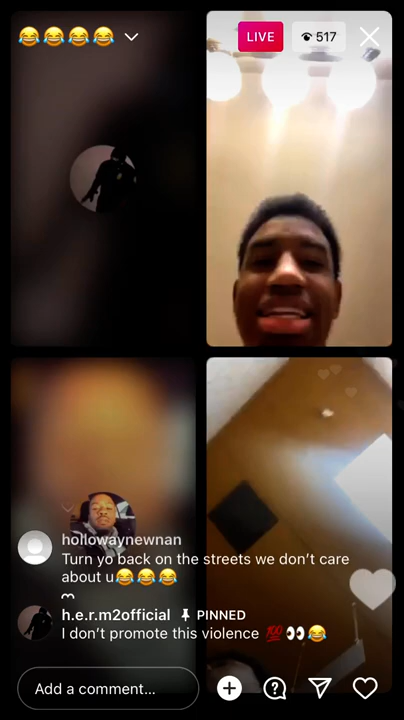 😂😂😂😂
LIVE
517
hollowaynewnan
Turn yo back on the streets we don't care
about u😂😂😂
h.e.r.m2official PINNED
I don't promote this violence 💯👀😂
Add a comment...